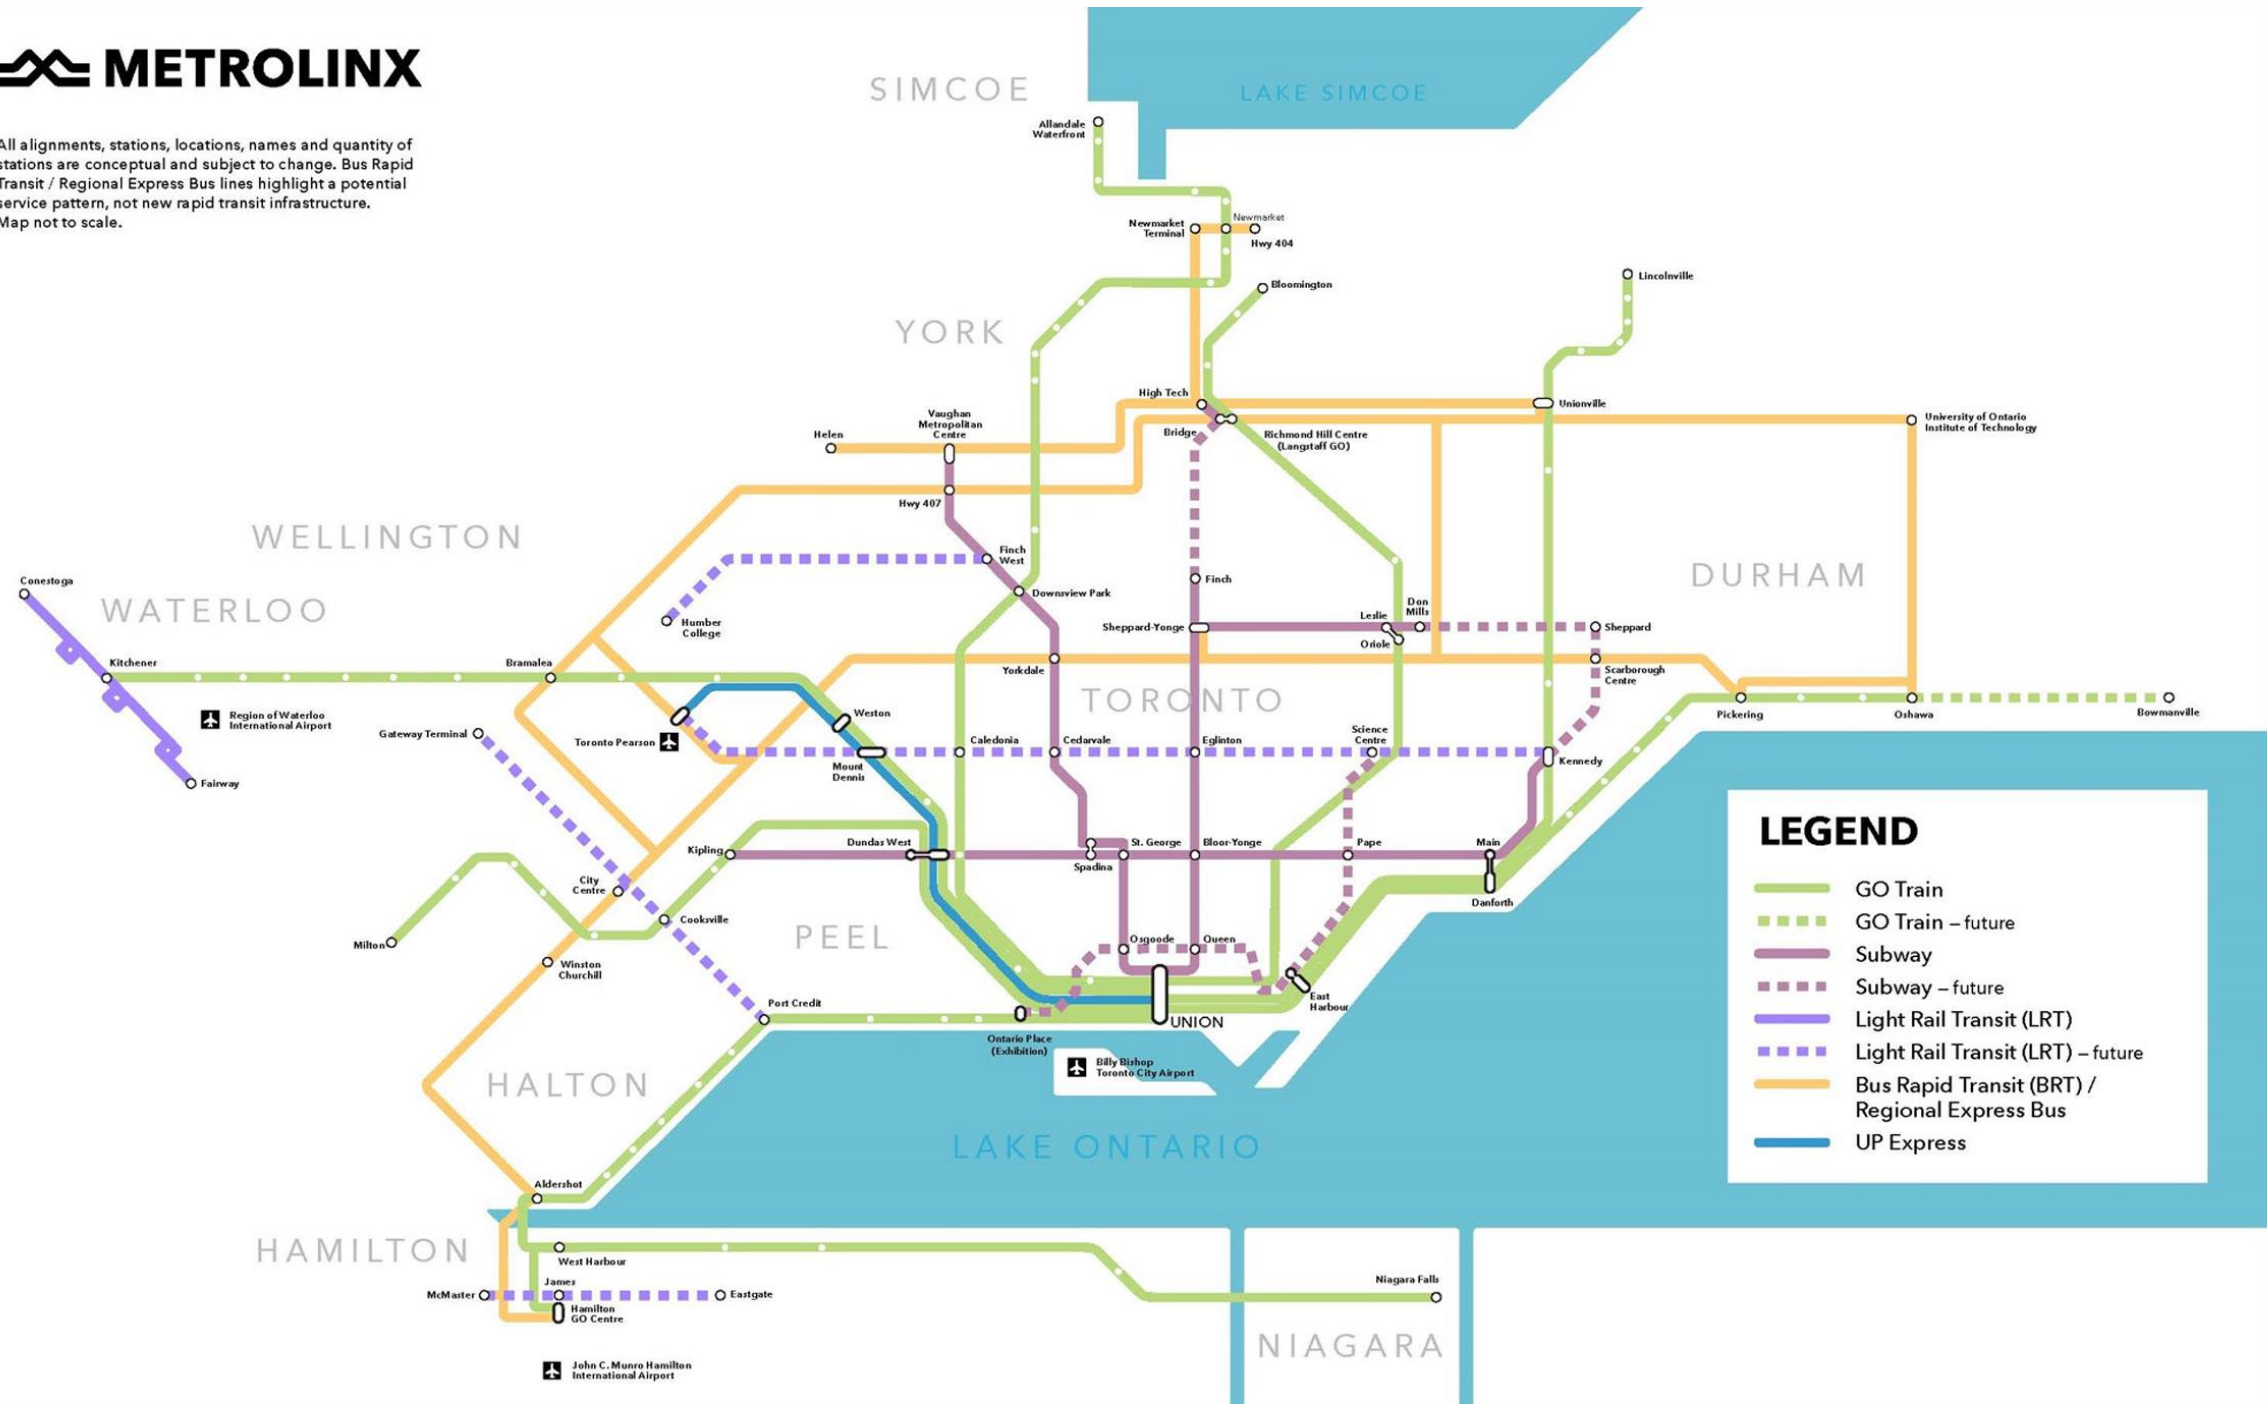 METROLINX
All alignments, stations, locations, names and quantity of
stations are conceptual and subject to change. Bus Rapid
Transit / Regional Express Bus lines highlight a potential
service pattern, not new rapid transit infrastructure.
Map not to scale.
SIMCOE
LAKE SIMCOE
Allandale
Waterfront
Newmarket
Terminal
Newmarket
Hwy 404
Bloomington
Lincolnville
YORK
High Tech
Unionville
Vaughan
Metropolitan
Centre
Helen
Bridge
Richmond Hill Centre
(Langstaff GO)
University of Ontario
Institute of Technology
Hwy 407
WELLINGTON
Finch
West
Finch
DURHAM
Conestoga
WATERLOO
Downsview Park
Humber
College
Sheppard-Yonge
Leslie
Don
Mills
Oriole
Sheppard
Kitchener
Bramalea
Yorkdale
Scarborough
Centre
TORONTO
Region of Waterloo
International Airport
Gateway Terminal
Toronto Pearson
Weston
Pickering
Oshawa
Bowmanville
Mount
Dennis
Caledonia
Cedarvale
Eglinton
Science
Centre
Kennedy
Fairway
Kipling
Dundas West
Spadina
St. George
Bloor-Yonge
Pape
Main
Danforth
City
Centre
Cooksville
Milton
PEEL
Winston
Churchill
Osgoode
Queen
Port Credit
East
Harbour
UNION
Ontario Place
(Exhibition)
Billy Bishop
Toronto City Airport
HALTON
LAKE ONTARIO
Aldershot
HAMILTON
West Harbour
McMaster
James
Eastgate
Hamilton
GO Centre
Niagara Falls
NIAGARA
John C. Munro Hamilton
International Airport
LEGEND
GO Train
GO Train – future
Subway
Subway – future
Light Rail Transit (LRT)
Light Rail Transit (LRT) – future
Bus Rapid Transit (BRT) /
Regional Express Bus
UP Express